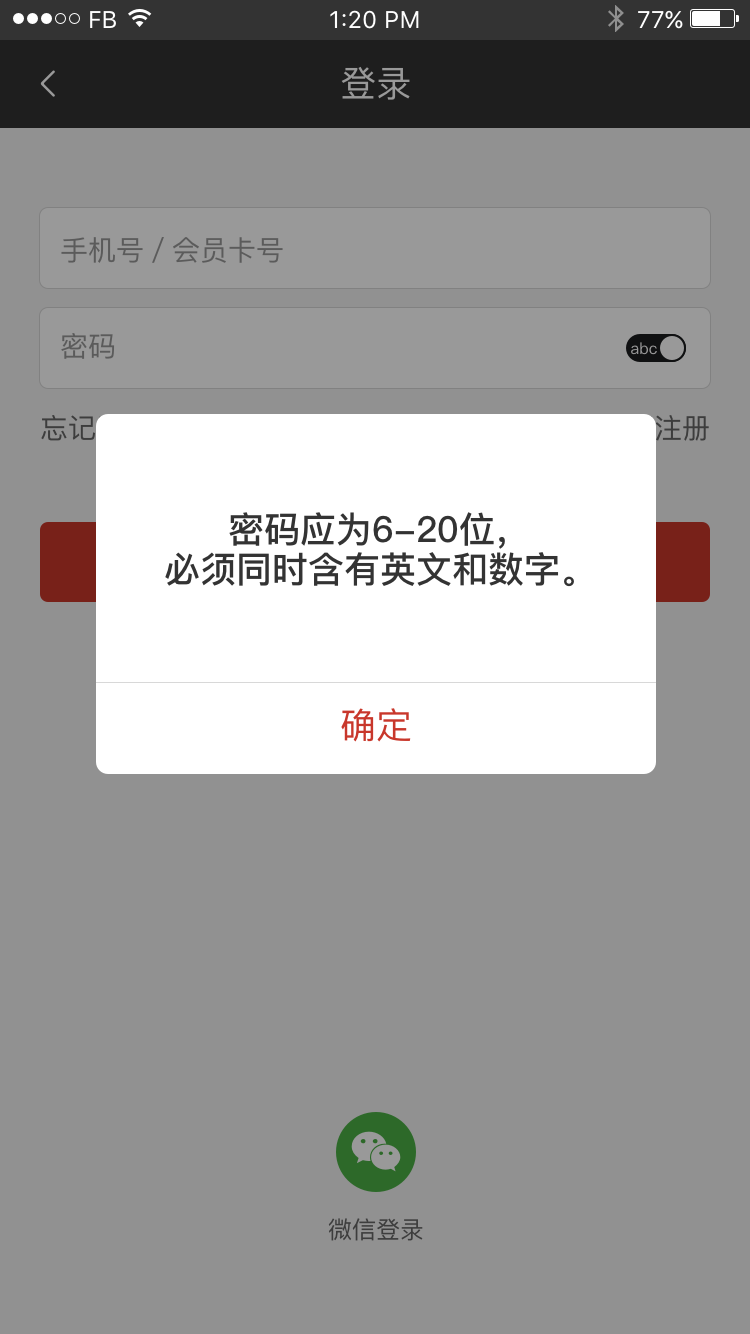 FB 1:20 PM 77%
登录
手机号 / 会员卡号
密码
abc
忘记 注册
密码应为6-20位，
必须同时含有英文和数字。
确定
微信登录